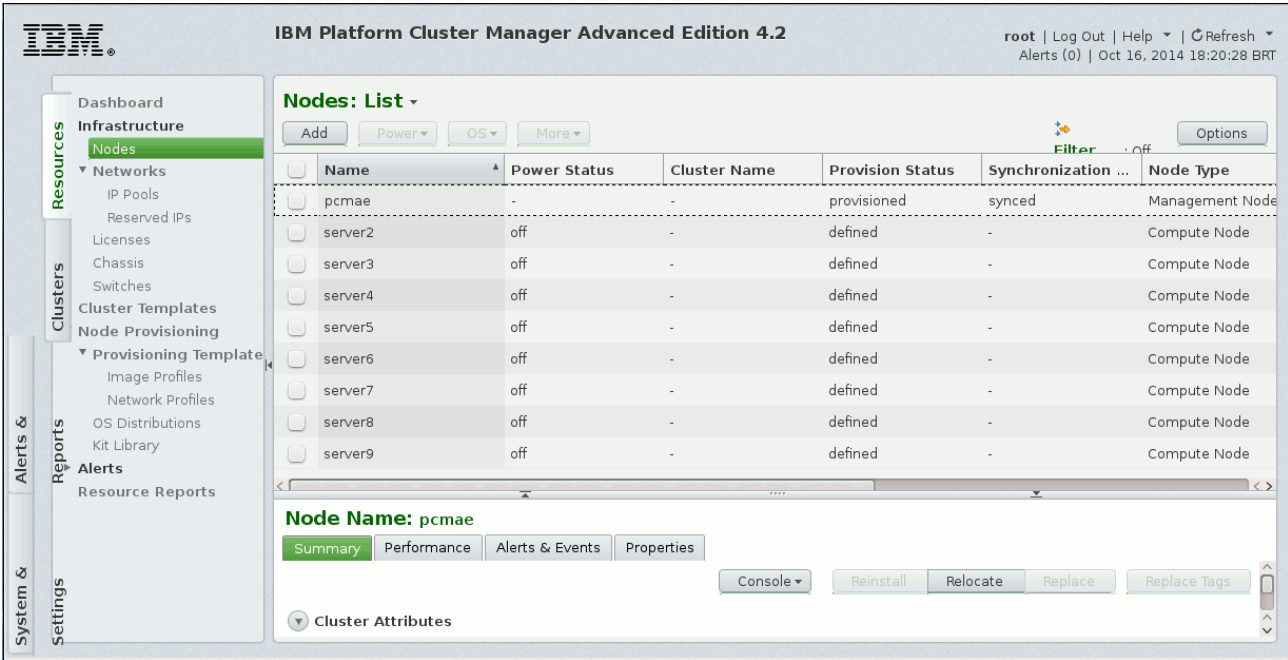 IBM.
IBM Platform Cluster Manager Advanced Edition 4.2
root | Log Out | Help | Refresh
Alerts (0) | Oct 16, 2014 18:20:28 BRT
Resources
Clusters
Reports
Settings
Alerts &
System &
Dashboard
Infrastructure
Nodes
Networks
IP Pools
Reserved IPs
Licenses
Chassis
Switches
Cluster Templates
Node Provisioning
Provisioning Template
Image Profiles
Network Profiles
OS Distributions
Kit Library
Alerts
Resource Reports
Nodes: List
Add Power OS More Filter : Off Options
Name Power Status Cluster Name Provision Status Synchronization ... Node Type
pcmae - - provisioned synced Management Node
server2 off - defined - Compute Node
server3 off - defined - Compute Node
server4 off - defined - Compute Node
server5 off - defined - Compute Node
server6 off - defined - Compute Node
server7 off - defined - Compute Node
server8 off - defined - Compute Node
server9 off - defined - Compute Node
Node Name: pcmae
Summary Performance Alerts & Events Properties
Console Reinstall Relocate Replace Replace Tags
Cluster Attributes